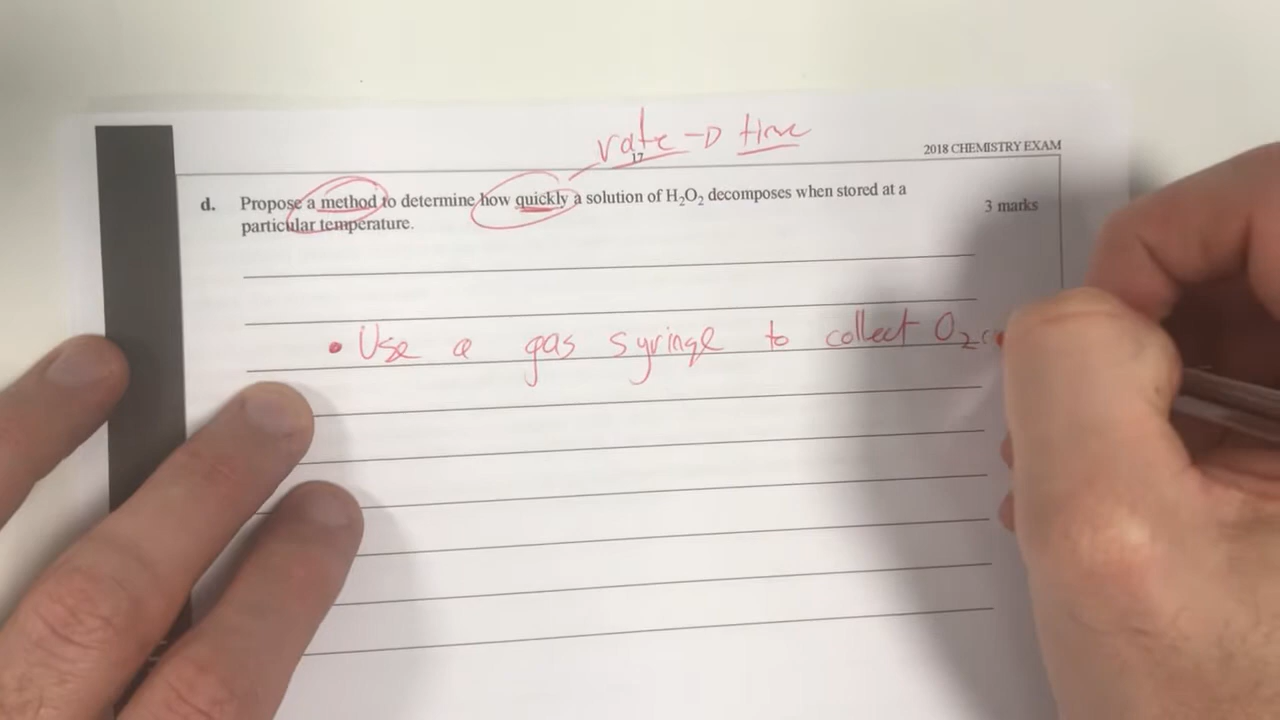 rate → time
17
2018 CHEMISTRY EXAM
d. Propose a method to determine how quickly a solution of H₂O₂ decomposes when stored at a
particular temperature.
3 marks
• Use a gas syringe to collect O₂